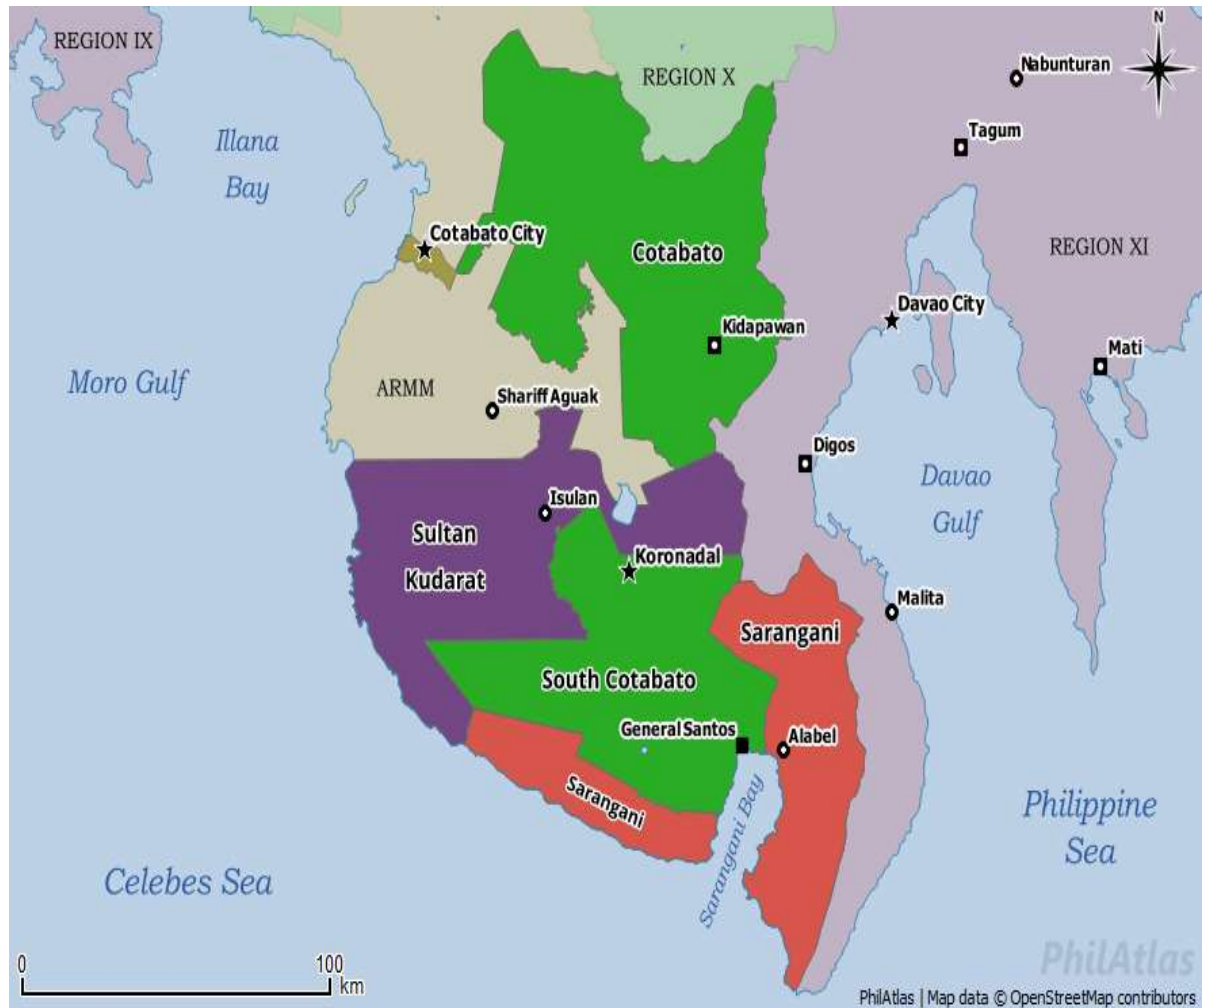 REGION IX
N
Nabunturan
REGION X
Illana
Bay
Tagum
Cotabato City
Cotabato
REGION XI
Davao City
Kidapawan
Mati
Moro Gulf
ARMM
Shariff Aguak
Digos
Davao
Gulf
Isulan
Sultan
Kudarat
Koronadal
Malita
Sarangani
South Cotabato
General Santos
Alabel
Sarangani
Sarangani Bay
Philippine
Sea
Celebes Sea
PhilAtlas
0 100
km
PhilAtlas | Map data © OpenStreetMap contributors